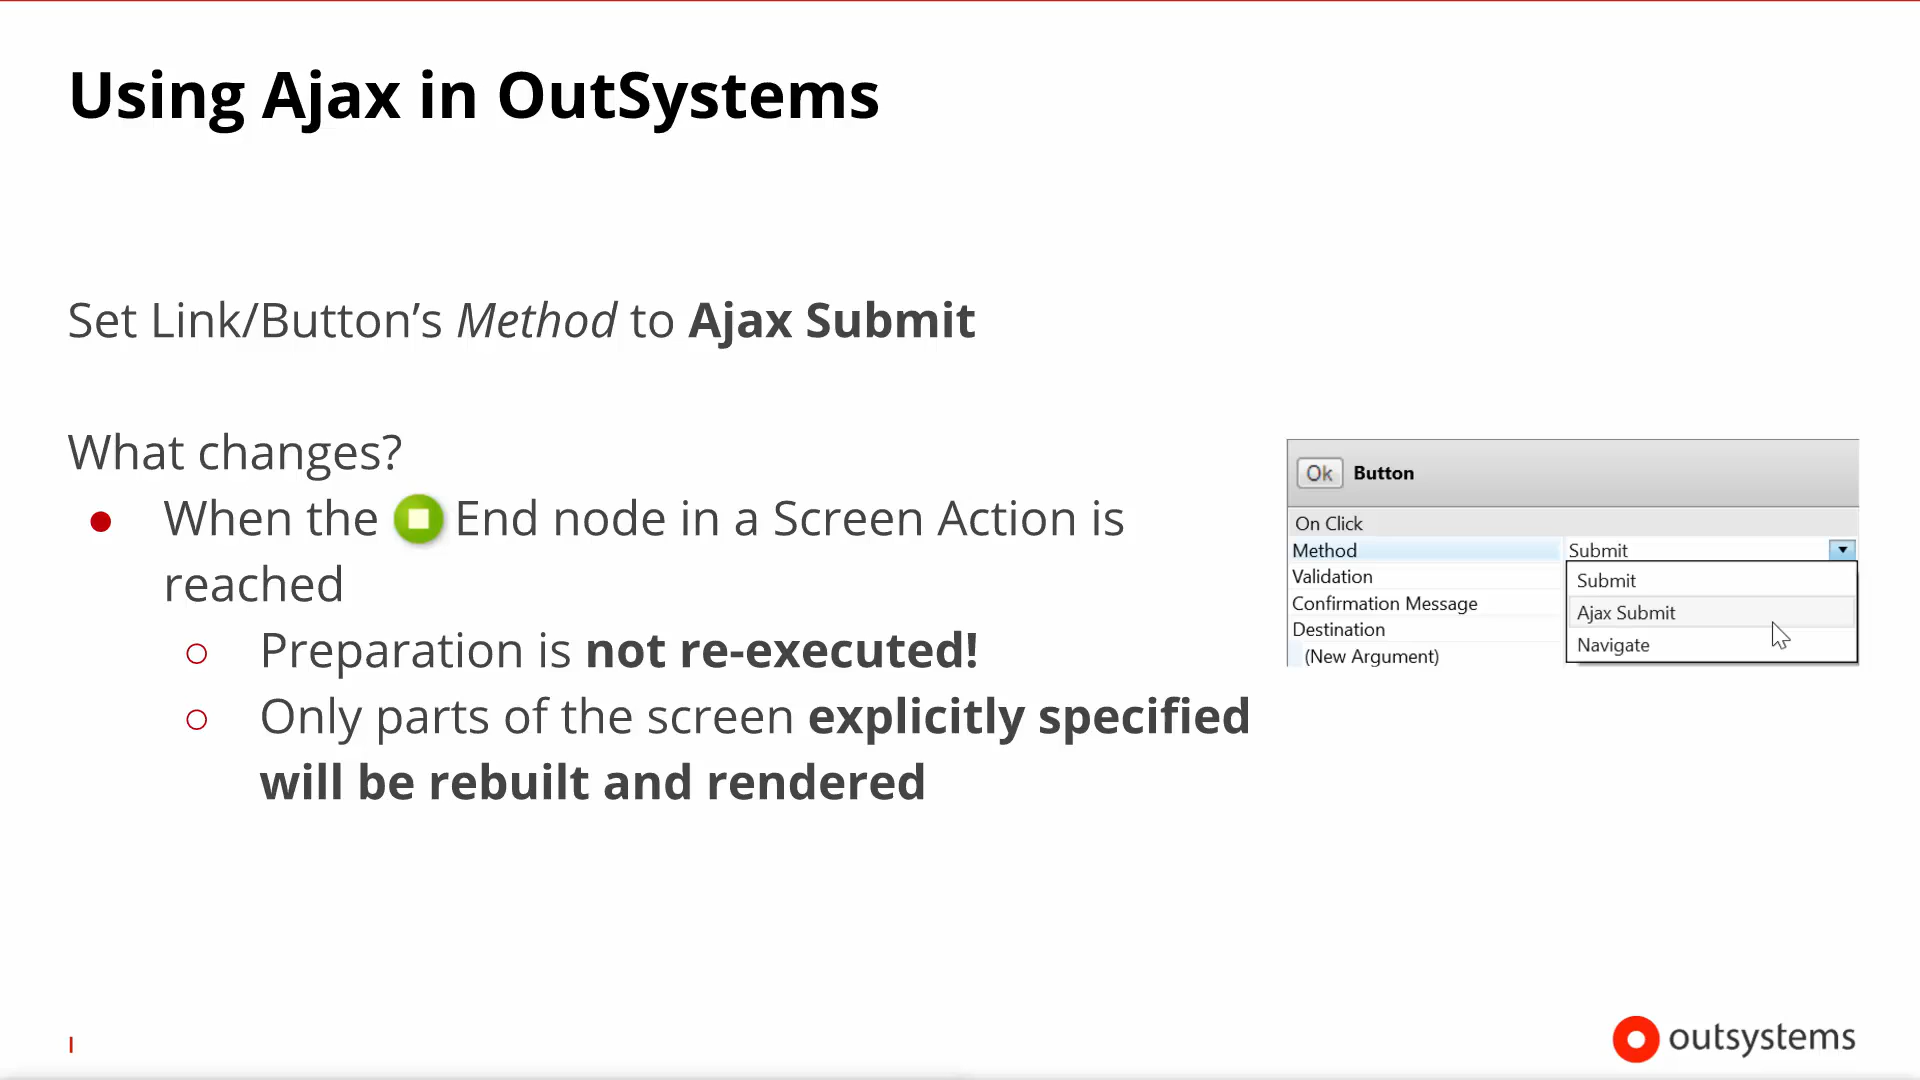 Using Ajax in OutSystems
Set Link/Button’s Method to Ajax Submit
What changes?
● When the End node in a Screen Action is
reached
○ Preparation is not re-executed!
○ Only parts of the screen explicitly specified
will be rebuilt and rendered
Ok Button
On Click
Method Submit
Validation
Confirmation Message
Destination
(New Argument)
Submit
Ajax Submit
Navigate
outsystems